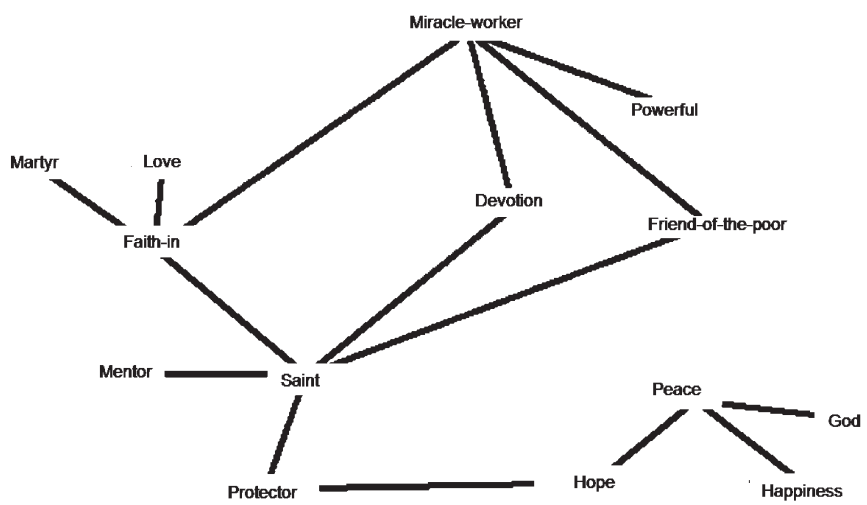 Miracle-worker
Powerful
Martyr
Love
Devotion
Friend-of-the-poor
Faith-in
Mentor
Saint
Peace
God
Protector
Hope
Happiness